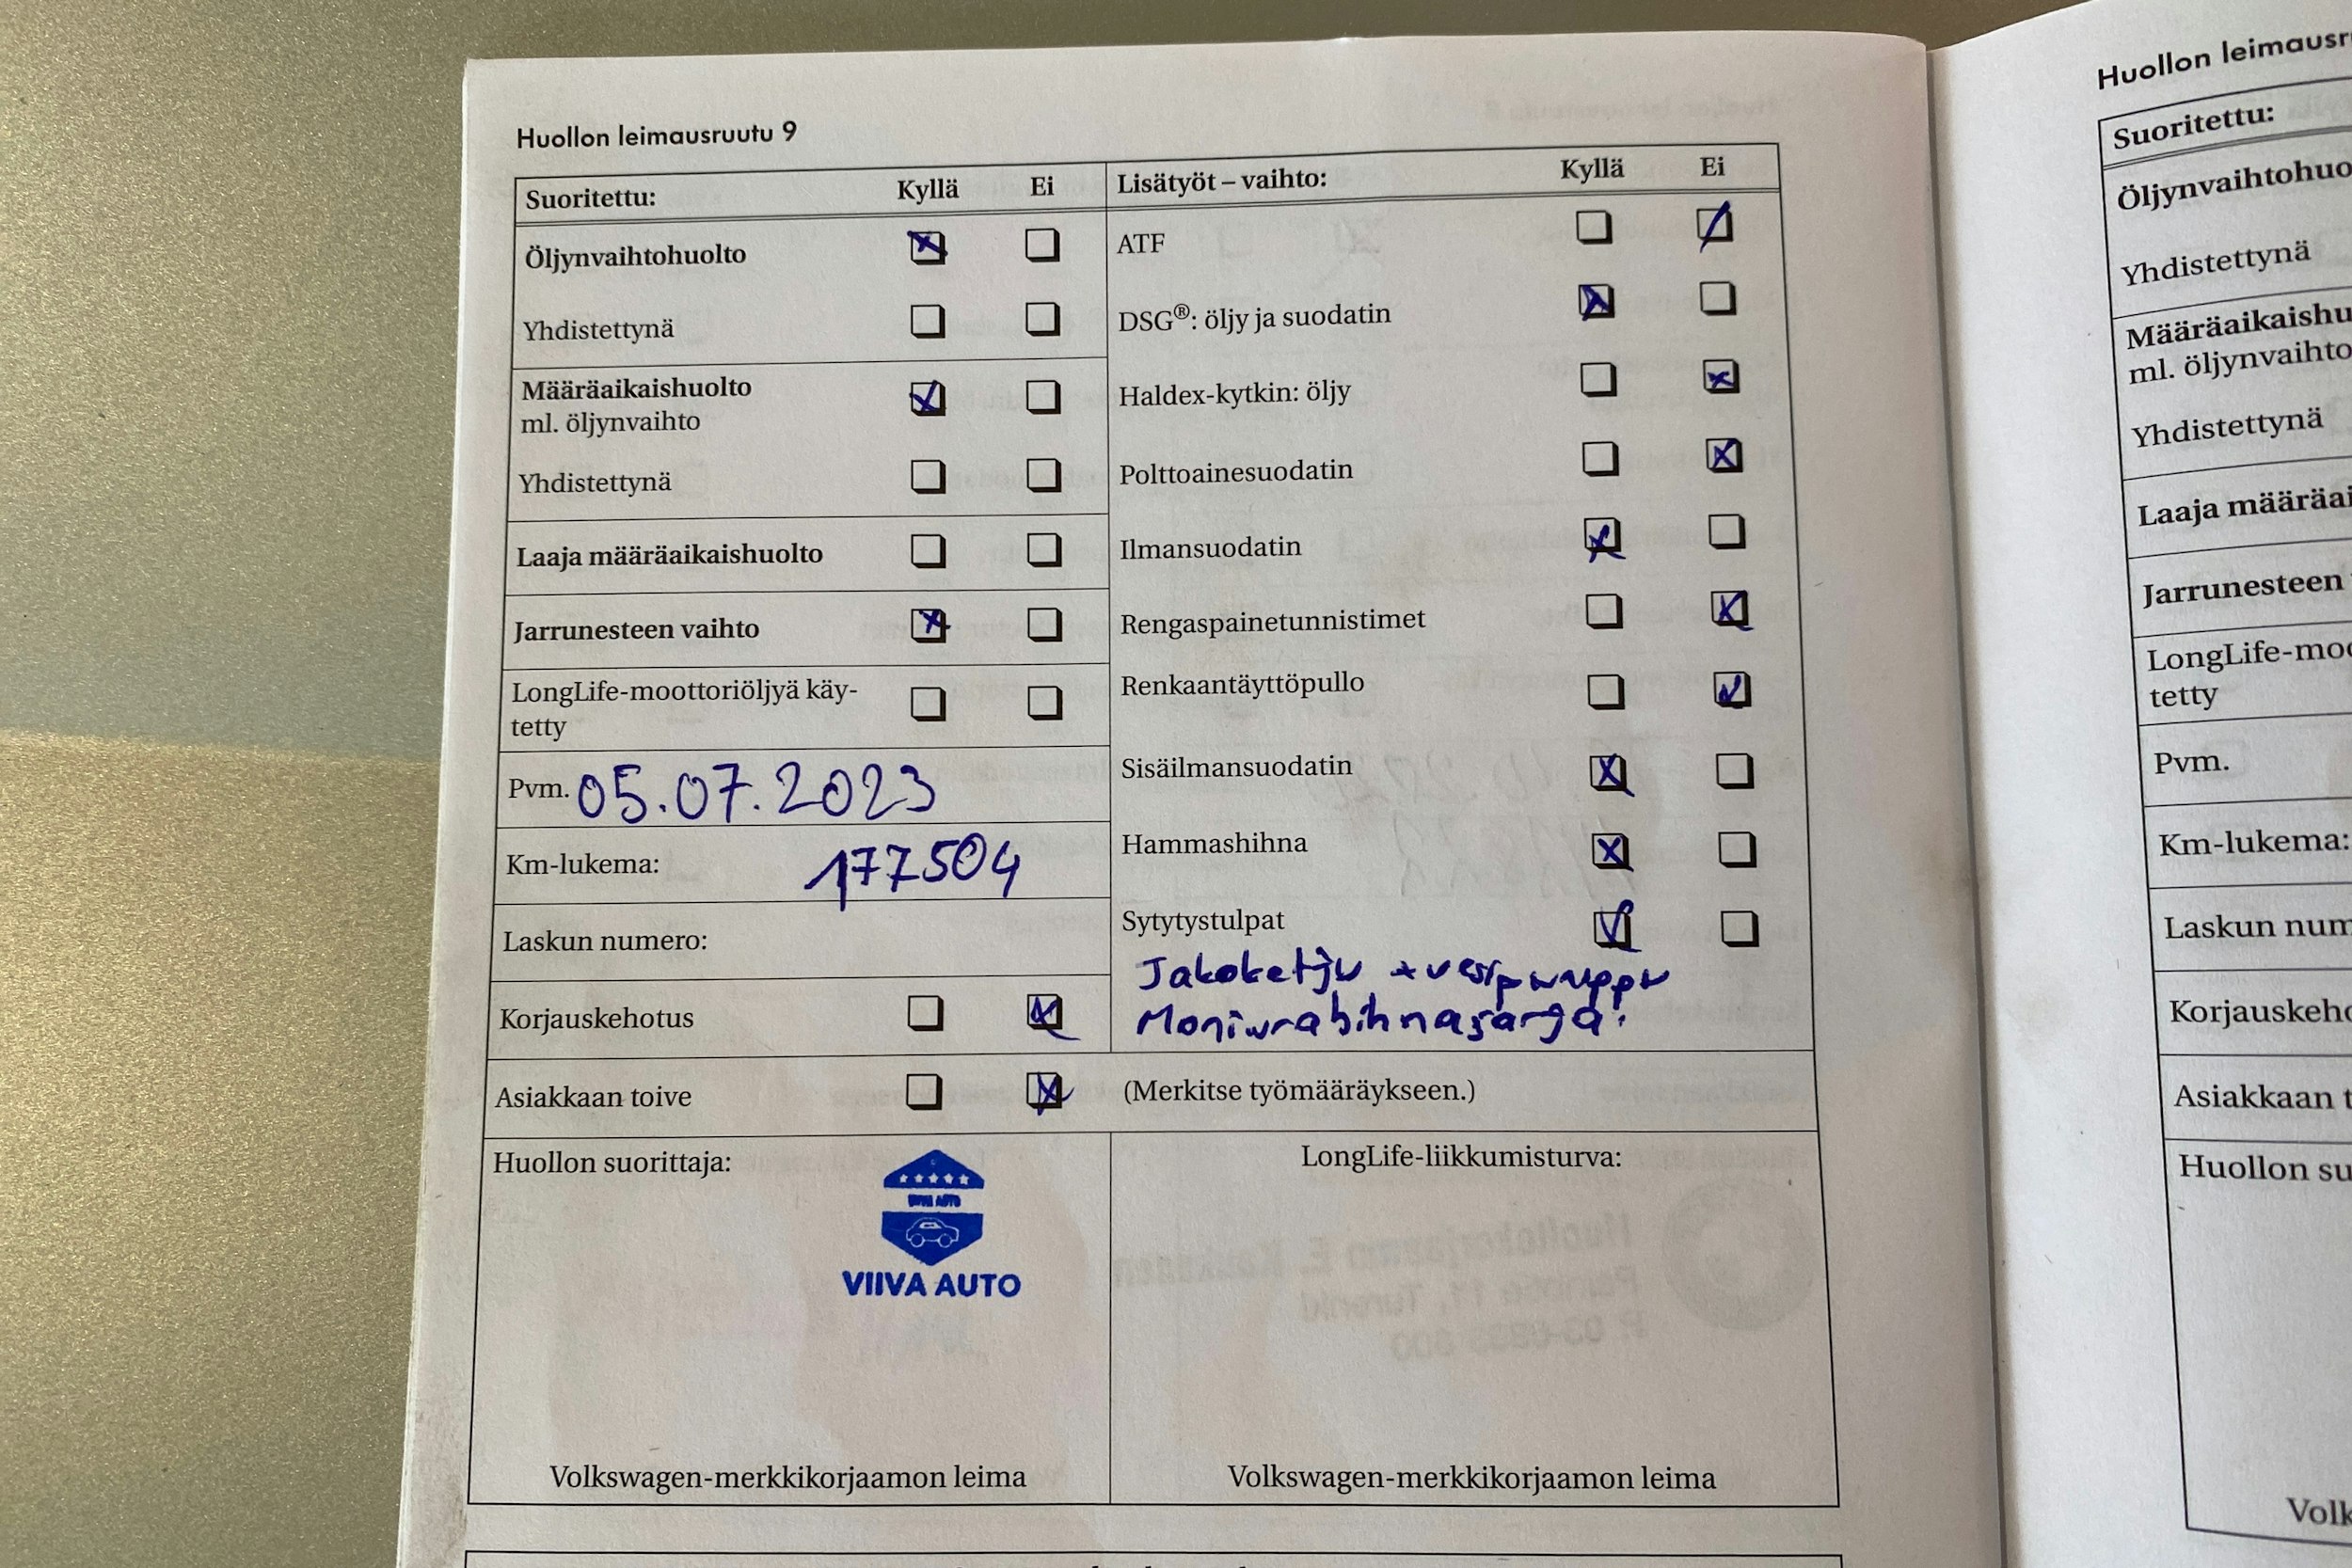 Huollon leimausruutu 9
Suoritettu: Kyllä Ei
Öljynvaihtohuolto
Yhdistettynä
Määräaikaishuolto
ml. öljynvaihto
Yhdistettynä
Laaja määräaikaishuolto
Jarrunesteen vaihto
LongLife-moottoriöljyä käy-
tetty
Pvm. 05.07.2023
Km-lukema: 177504
Laskun numero:
Korjauskehotus
Asiakkaan toive
Lisätyöt – vaihto: Kyllä Ei
ATF
DSG®: öljy ja suodatin
Haldex-kytkin: öljy
Polttoainesuodatin
Ilmansuodatin
Rengaspainetunnistimet
Renkaantäyttöpullo
Sisäilmansuodatin
Hammashihna
Sytytystulpat
Jakoketju + vesipumppu
Moniurahihnasarja!
(Merkitse työmääräykseen.)
Huollon suorittaja:
VIIVA AUTO
VIIVA AUTO
Volkswagen-merkkikorjaamon leima
LongLife-liikkumisturva:
Volkswagen-merkkikorjaamon leima
Huollon leimausr
Suoritettu:
Öljynvaihtohuo
Yhdistettynä
Määräaikaishu
ml. öljynvaihto
Yhdistettynä
Laaja määräai
Jarrunesteen
LongLife-moo
tetty
Pvm.
Km-lukema:
Laskun num
Korjauskeho
Asiakkaan t
Huollon su
Volk